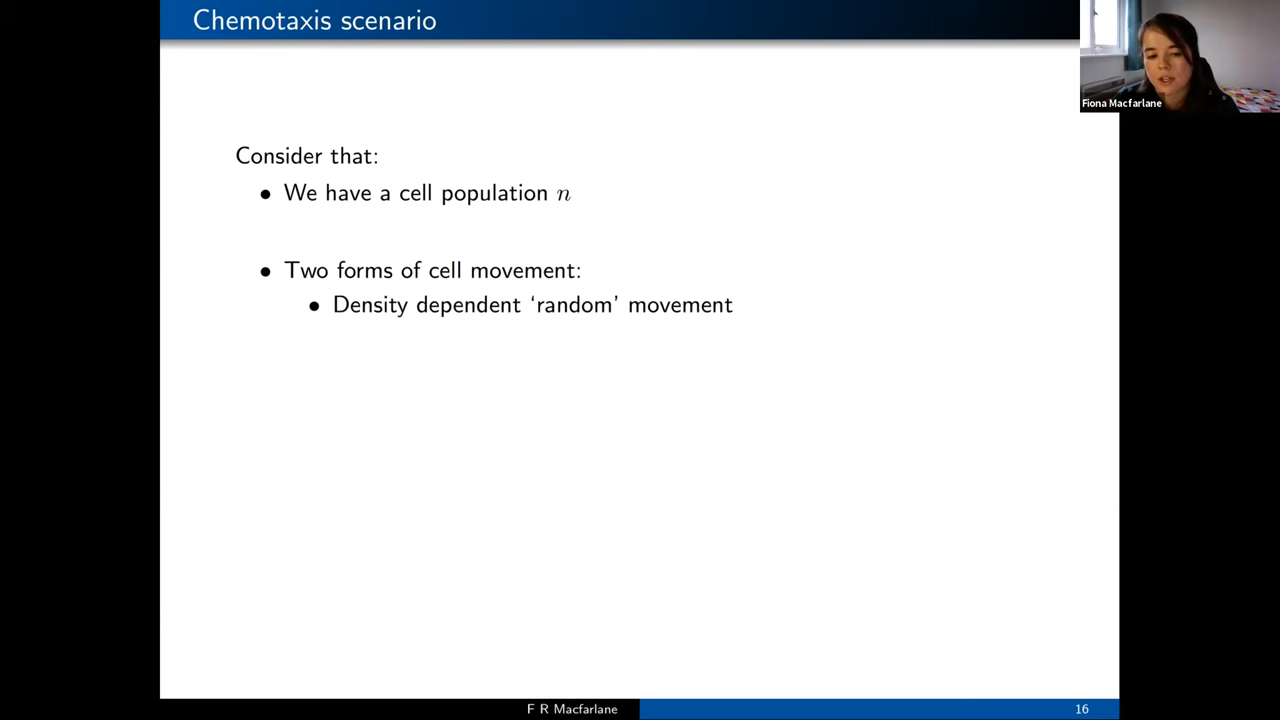 Chemotaxis scenario
Fiona Macfarlane
Consider that:
• We have a cell population n
• Two forms of cell movement:
• Density dependent ‘random’ movement
F R Macfarlane
16